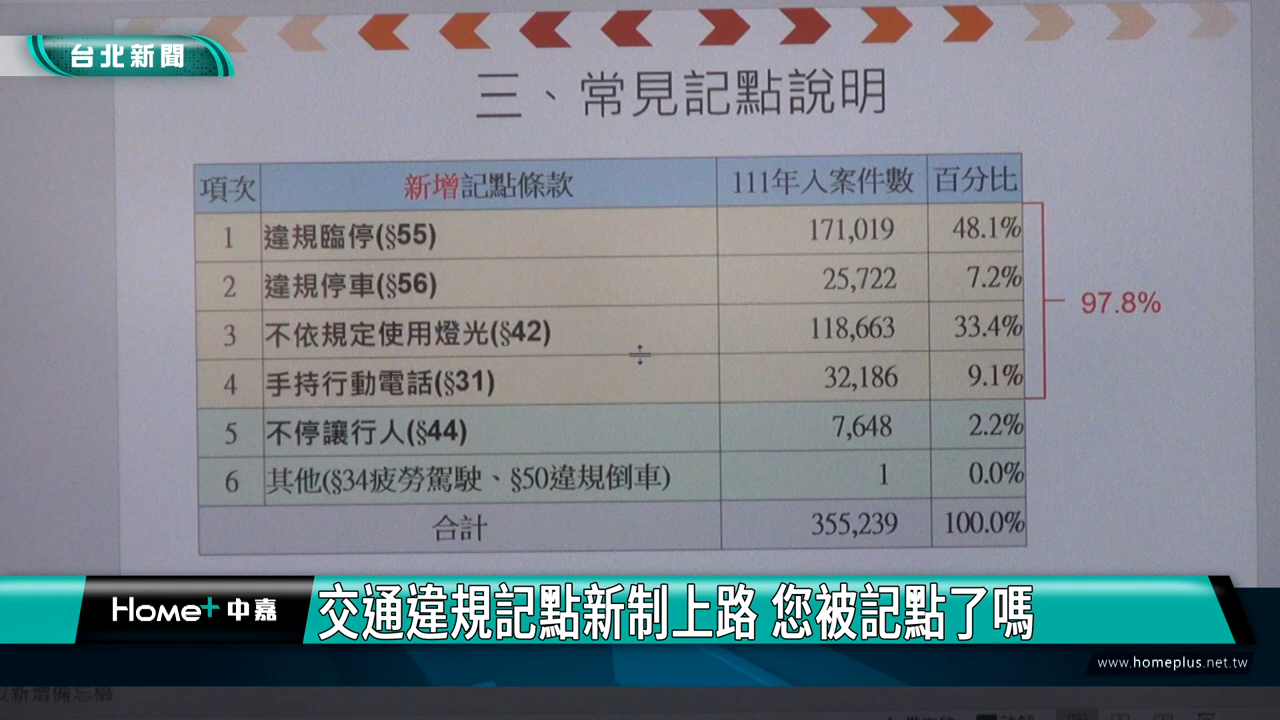 台北新聞
三、常見記點說明
項次 新增記點條款 111年入案件數 百分比
1 違規臨停(§55) 171,019 48.1%
2 違規停車(§56) 25,722 7.2%
97.8%
3 不依規定使用燈光(§42) 118,663 33.4%
4 手持行動電話(§31) 32,186 9.1%
5 不停讓行人(§44) 7,648 2.2%
6 其他(§34疲勞駕駛、§50違規倒車) 1 0.0%
合計 355,239 100.0%
Home+中嘉 交通違規記點新制上路 您被記點了嗎
www.homeplus.net.tw
新增備忘稿